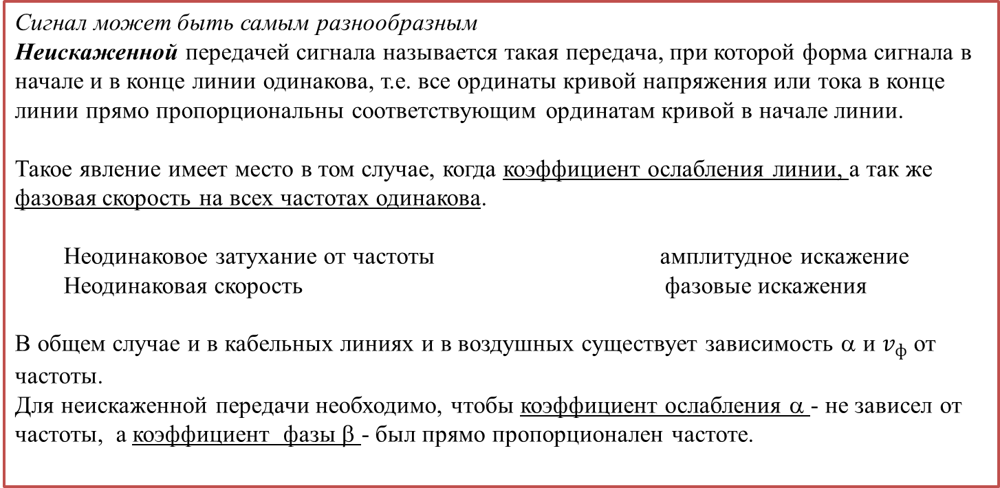 Сигнал может быть самым разнообразным
Неискаженной передачей сигнала называется такая передача, при которой форма сигнала в
начале и в конце линии одинакова, т.е. все ординаты кривой напряжения или тока в конце
линии прямо пропорциональны соответствующим ординатам кривой в начале линии.
Такое явление имеет место в том случае, когда коэффициент ослабления линии, а так же
фазовая скорость на всех частотах одинакова.
Неодинаковое затухание от частоты амплитудное искажение
Неодинаковая скорость фазовые искажения
В общем случае и в кабельных линиях и в воздушных существует зависимость α и 𝑣ф от
частоты.
Для неискаженной передачи необходимо, чтобы коэффициент ослабления α - не зависел от
частоты, а коэффициент фазы β - был прямо пропорционален частоте.